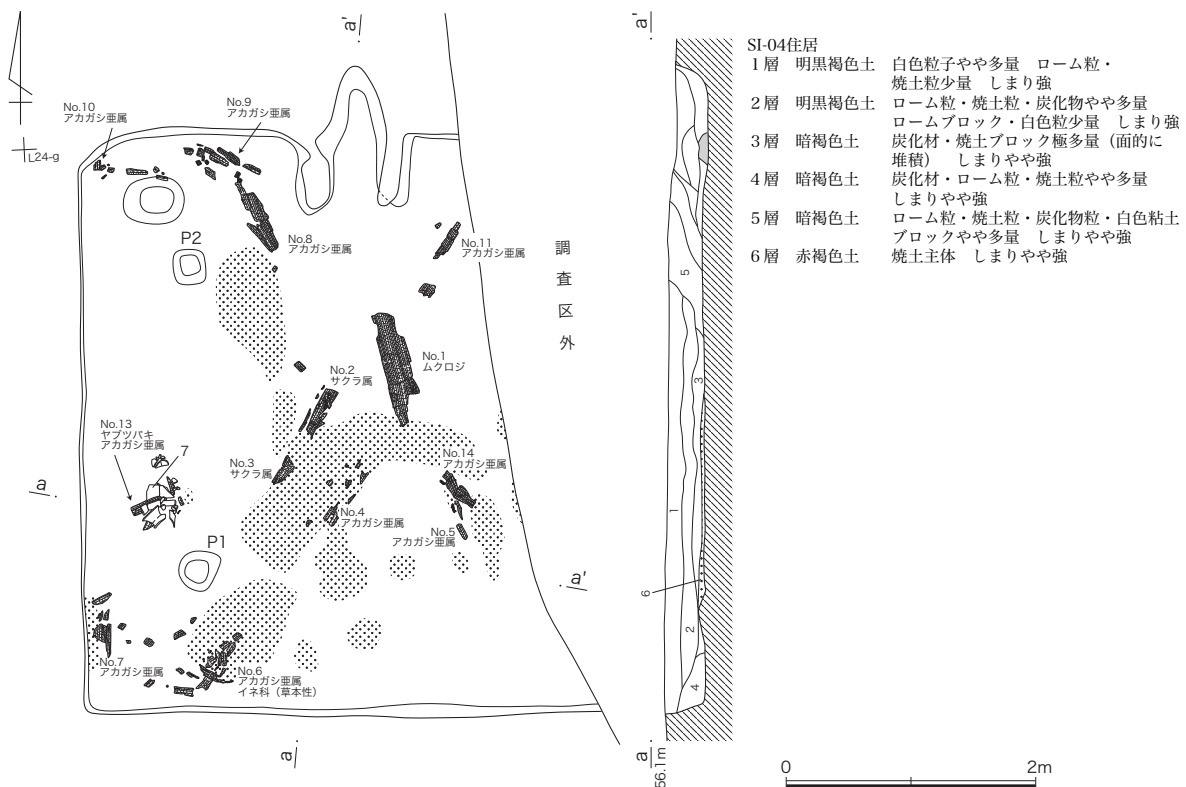 a'
a'
SI-04住居
1層 明黒褐色土 白色粒子やや多量 ローム粒・
焼土粒少量 しまり強
2層 明黒褐色土 ローム粒・焼土粒・炭化物やや多量
ロームブロック・白色粒少量 しまり強
3層 暗褐色土 炭化材・焼土ブロック極多量（面的に
堆積） しまりやや強
4層 暗褐色土 炭化材・ローム粒・焼土粒やや多量
しまりやや強
5層 暗褐色土 ローム粒・焼土粒・炭化物粒・白色粘土
ブロックやや多量 しまりやや強
6層 赤褐色土 焼土主体 しまりやや強
No.10
アカガシ亜属
No.9
アカガシ亜属
L24-g
P2
No.8
アカガシ亜属
No.11
アカガシ亜属
調査区外
No.1
ムクロジ
No.2
サクラ属
No.13
ヤブツバキ
アカガシ亜属
7
No.3
サクラ属
No.14
アカガシ亜属
No.4
アカガシ亜属
No.5
アカガシ亜属
a
a'
P1
No.7
アカガシ亜属
No.6
アカガシ亜属
イネ科（草本性）
a
a
56.1m
5
3
1
6
2
4
0
2m